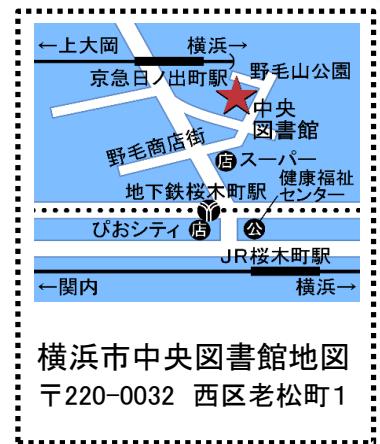 ←上大岡
横浜→
京急日ノ出町駅
野毛山公園
中央
図書館
野毛商店街
店
スーパー
健康福祉
センター
地下鉄桜木町駅
ぴおシティ
店
公
JR桜木町駅
←関内
横浜→
横浜市中央図書館地図
〒220-0032 西区老松町1